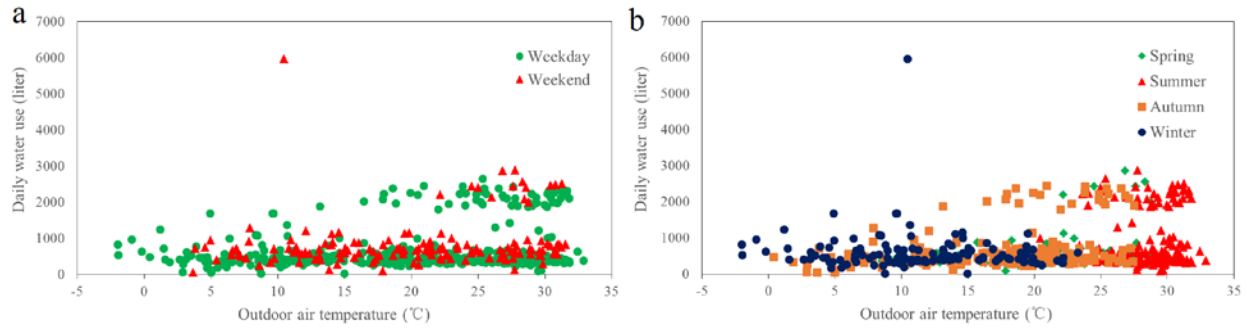 a
7000
6000
5000
4000
3000
2000
1000
0
-5 0 5 10 15 20 25 30 35
Daily water use (liter)
Outdoor air temperature (℃)
Weekday
Weekend
b
7000
6000
5000
4000
3000
2000
1000
0
-5 0 5 10 15 20 25 30 35
Daily water use (liter)
Outdoor air temperature (℃)
Spring
Summer
Autumn
Winter